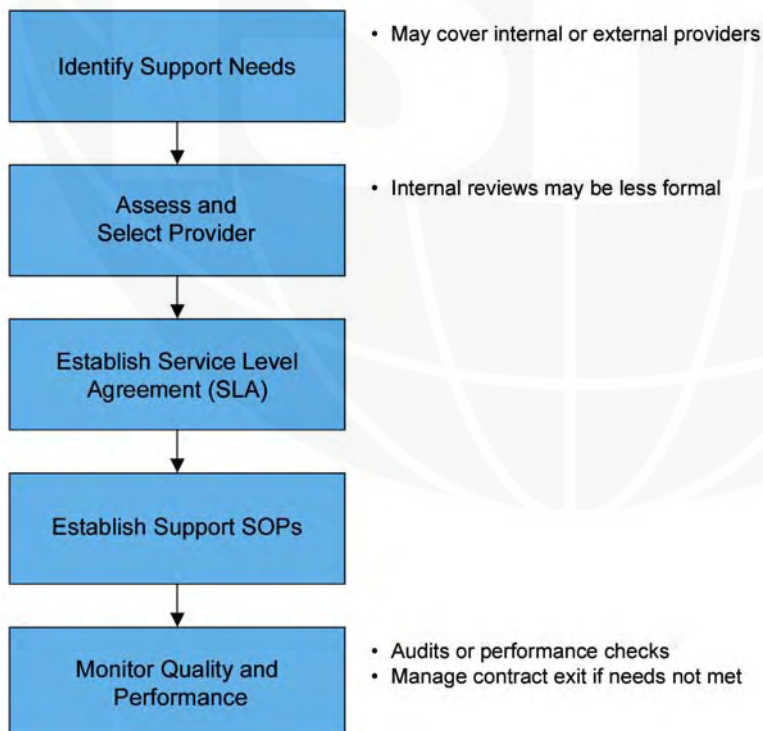 Identify Support Needs
• May cover internal or external providers
Assess and
Select Provider
• Internal reviews may be less formal
Establish Service Level
Agreement (SLA)
Establish Support SOPs
Monitor Quality and
Performance
• Audits or performance checks
• Manage contract exit if needs not met